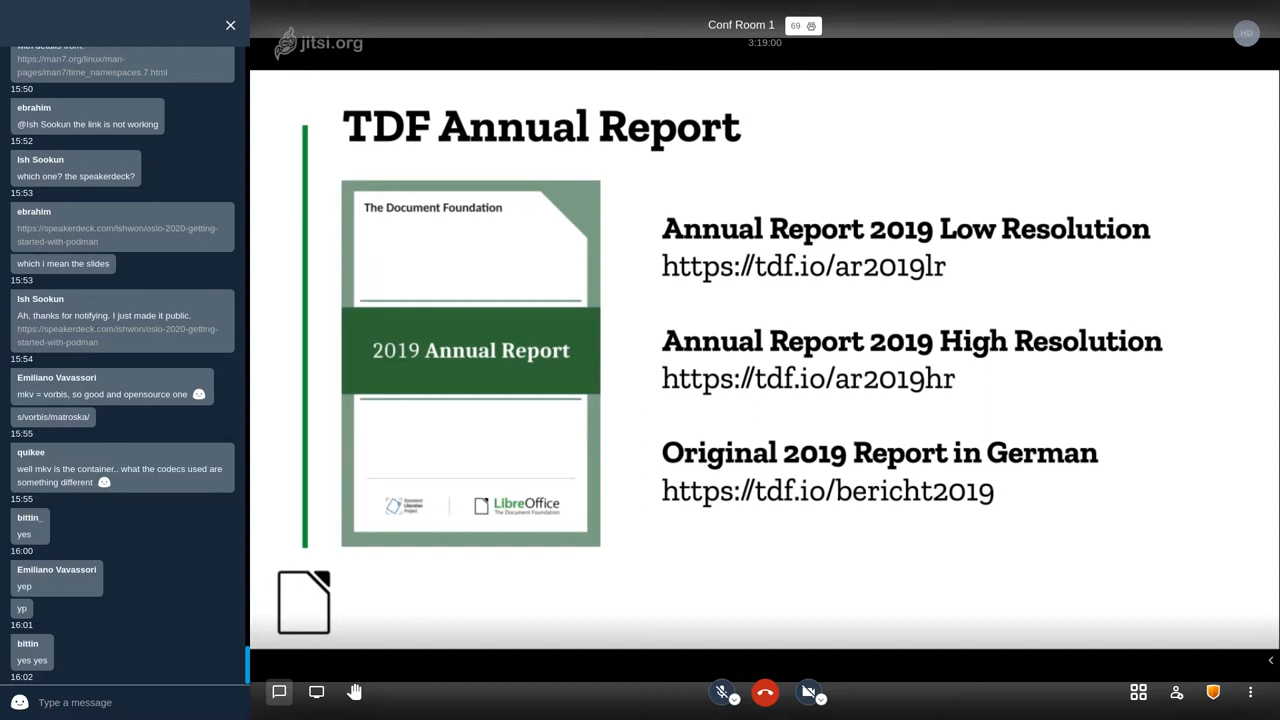 with details from:
https://man7.org/linux/man-
pages/man7/time_namespaces.7.html
15:50
ebrahim
@Ish Sookun the link is not working
15:52
Ish Sookun
which one? the speakerdeck?
15:53
ebrahim
https://speakerdeck.com/ishwon/oslo-2020-getting-
started-with-podman
which i mean the slides
15:53
Ish Sookun
Ah, thanks for notifying. I just made it public.
https://speakerdeck.com/ishwon/oslo-2020-getting-
started-with-podman
15:54
Emiliano Vavassori
mkv = vorbis, so good and opensource one
s/vorbis/matroska/
15:55
quikee
well mkv is the container.. what the codecs used are
something different
15:55
bittin_
yes
16:00
Emiliano Vavassori
yep
yp
16:01
bittin
yes yes
16:02
Type a message
jitsi.org
Conf Room 1
69
3:19:00
HD
TDF Annual Report
The Document Foundation
2019 Annual Report
Document
Liberation
Project
LibreOffice
The Document Foundation
Annual Report 2019 Low Resolution
https://tdf.io/ar2019lr
Annual Report 2019 High Resolution
https://tdf.io/ar2019hr
Original 2019 Report in German
https://tdf.io/bericht2019